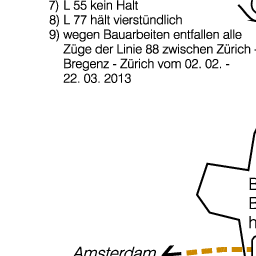 7) L 55 kein Halt
8) L 77 hält vierstündlich
9) wegen Bauarbeiten entfallen alle
Züge der Linie 88 zwischen Zürich -
Bregenz - Zürich vom 02. 02. -
22. 03. 2013
B
B
h
Amsterdam